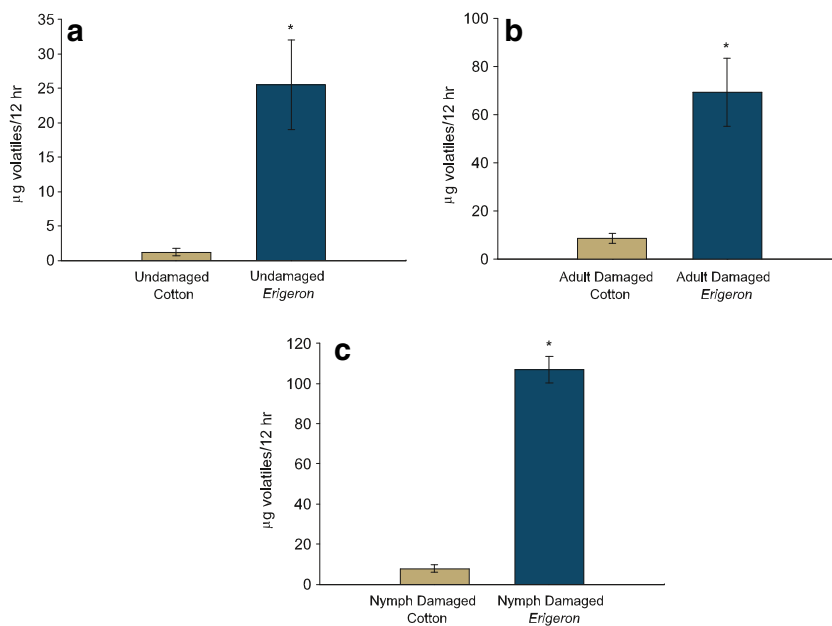 a
µg volatiles/12 hr
35
30
25
20
15
10
5
0
*
Undamaged
Cotton
Undamaged
Erigeron
b
µg volatiles/12 hr
100
80
60
40
20
0
*
Adult Damaged
Cotton
Adult Damaged
Erigeron
c
µg volatiles/12 hr
120
100
80
60
40
20
0
*
Nymph Damaged
Cotton
Nymph Damaged
Erigeron